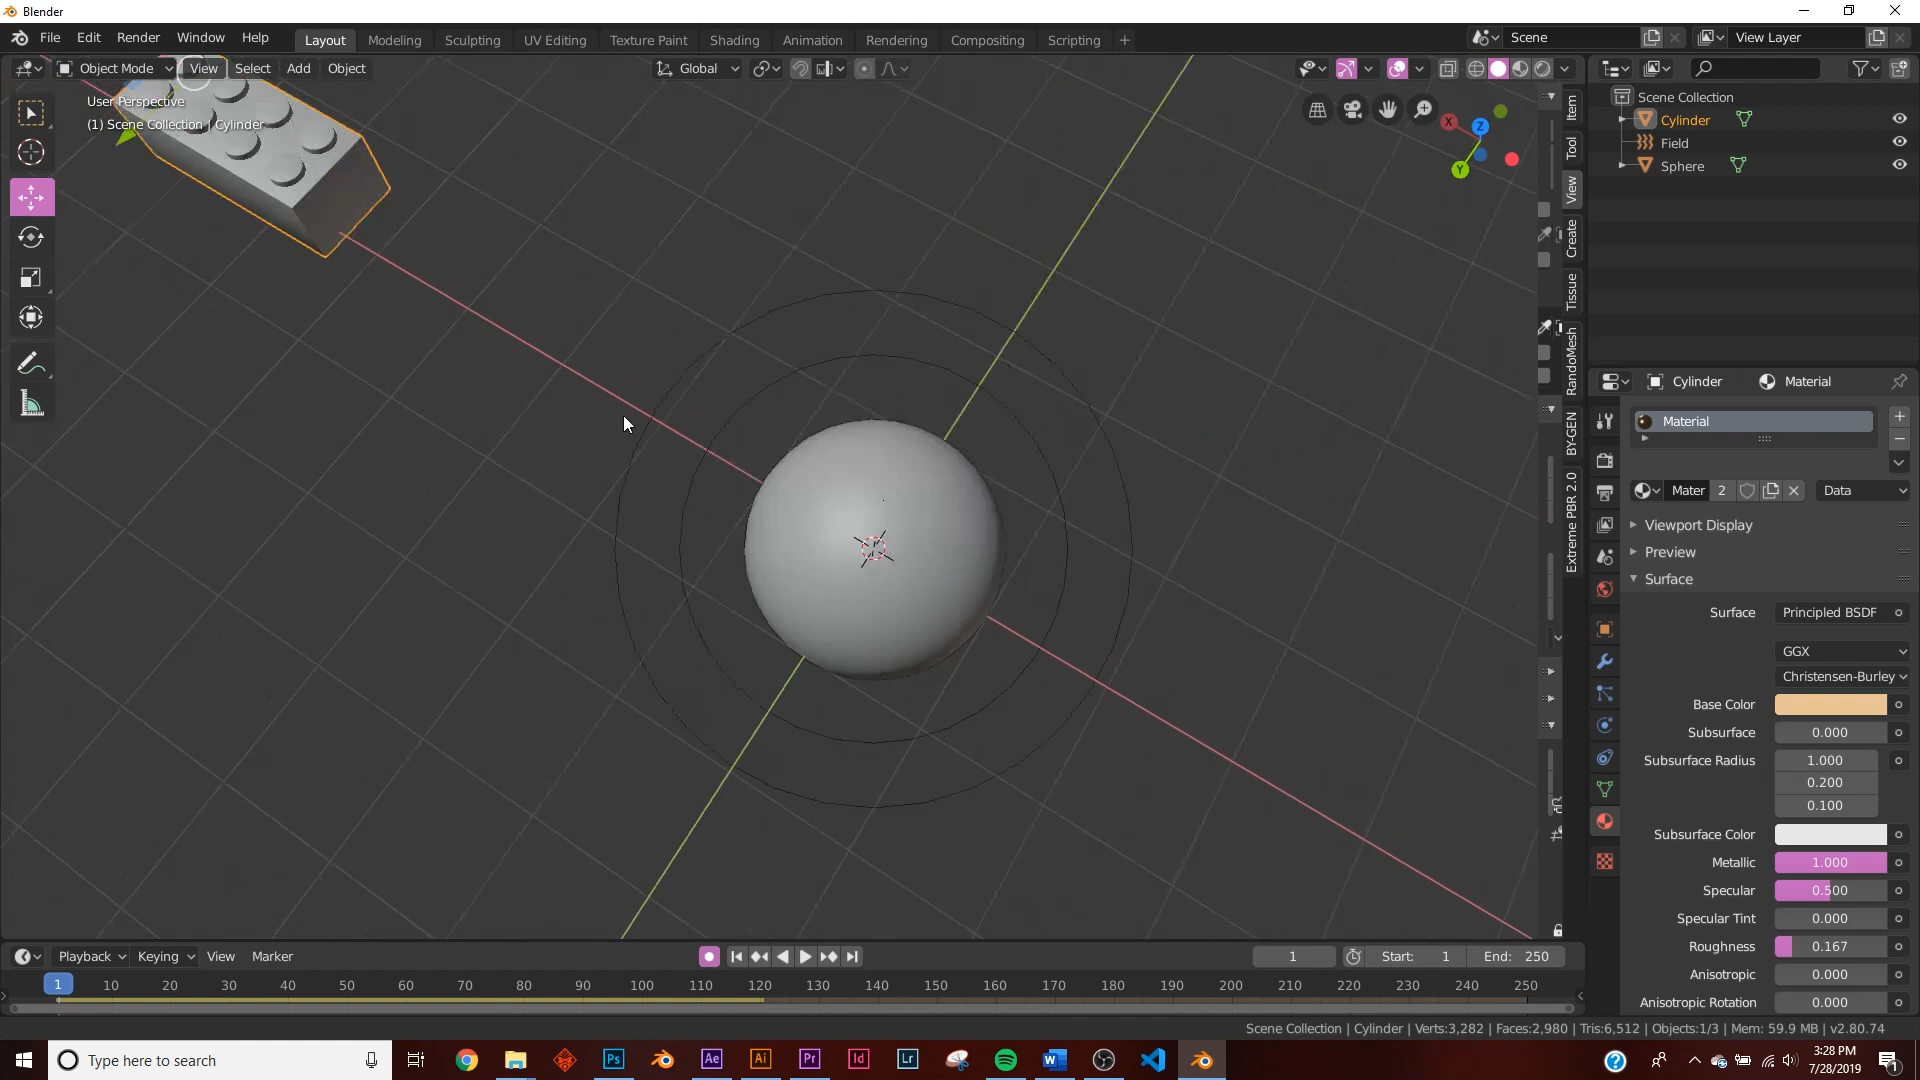 Blender
File Edit Render Window Help Layout Modeling Sculpting UV Editing Texture Paint Shading Animation Rendering Compositing Scripting + Scene View Layer
Object Mode View Select Add Object Global
User Perspective
(1) Scene Collection | Cylinder
X
Z
Y
Item
Tool
View
Create
Tissue
RandoMesh
BY-GEN
Extreme PBR 2.0
Scene Collection
Cylinder
Field
Sphere
Cylinder Material
Material
Mater 2 Data
Viewport Display
Preview
Surface
Surface Principled BSDF
GGX
Christensen-Burley
Base Color
Subsurface 0.000
Subsurface Radius 1.000
0.200
0.100
Subsurface Color
Metallic 1.000
Specular 0.500
Specular Tint 0.000
Roughness 0.167
Anisotropic 0.000
Anisotropic Rotation 0.000
Playback Keying View Marker 1 Start: 1 End: 250
1 10 20 30 40 50 60 70 80 90 100 110 120 130 140 150 160 170 180 190 200 210 220 230 240 250
Scene Collection | Cylinder | Verts:3,282 | Faces:2,980 | Tris:6,512 | Objects:1/3 | Mem: 59.9 MB | v2.80.74
Type here to search Ps Ae Ai Pr Id Lr
3:28 PM
7/28/2019
1